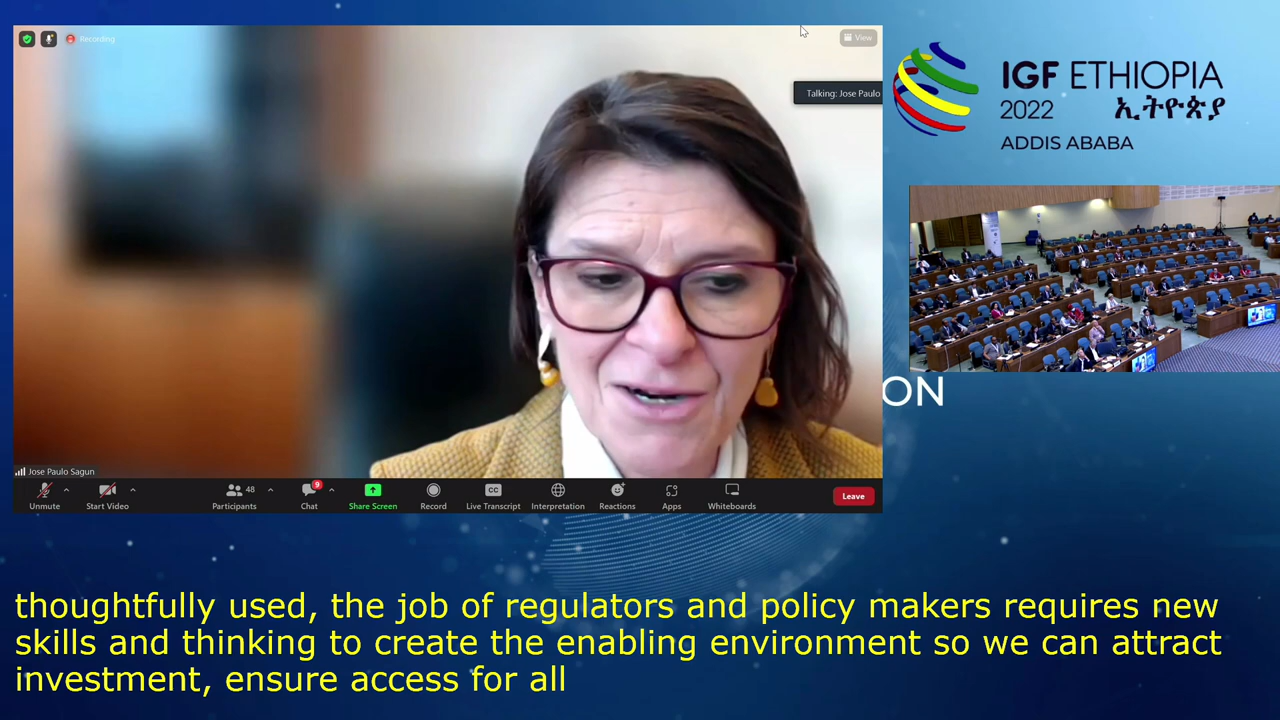 Recording
View
Talking: Jose Paulo
IGF ETHIOPIA
2022 ኢትዮጵያ
ADDIS ABABA
ON
Jose Paulo Sagun
Unmute
Start Video
Participants
48
Chat
9
Share Screen
Record
CC
Live Transcript
Interpretation
Reactions
Apps
Whiteboards
Leave
thoughtfully used, the job of regulators and policy makers requires new
skills and thinking to create the enabling environment so we can attract
investment, ensure access for all